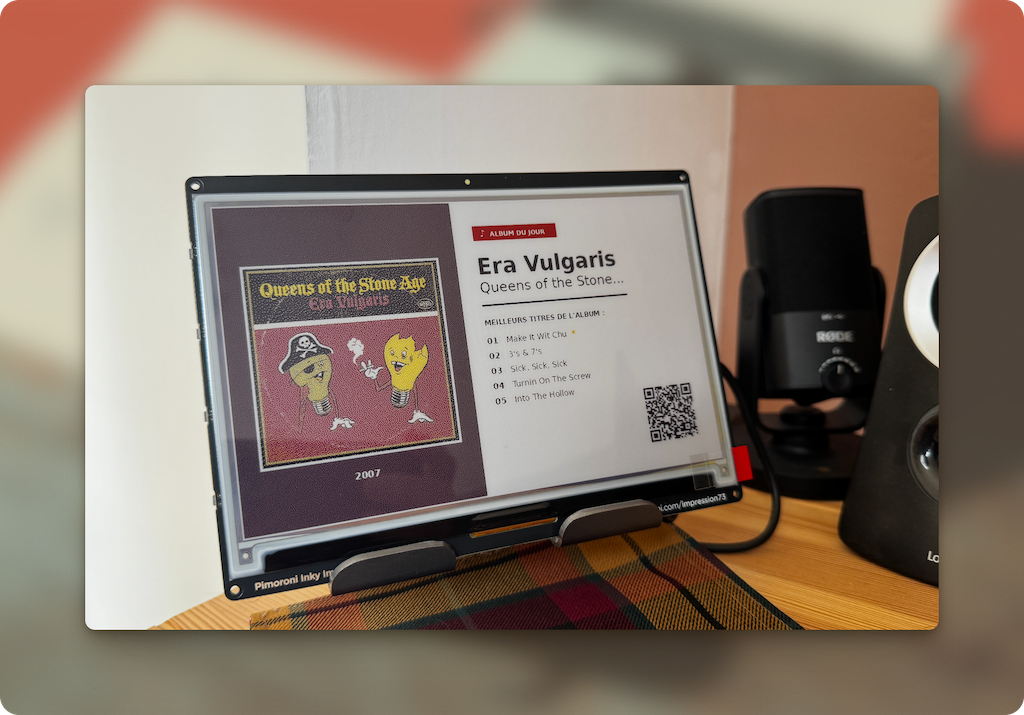 ♪ ALBUM DU JOUR
Era Vulgaris
Queens of the Stone...
MEILLEURS TITRES DE L'ALBUM :
01 Make It Wit Chu
02 3's & 7's
03 Sick, Sick, Sick
04 Turnin On The Screw
05 Into The Hollow
Queens of the Stone Age
Era Vulgaris
2007
Pimoroni Inky Im
i.com/impression73
RØDE
Lo